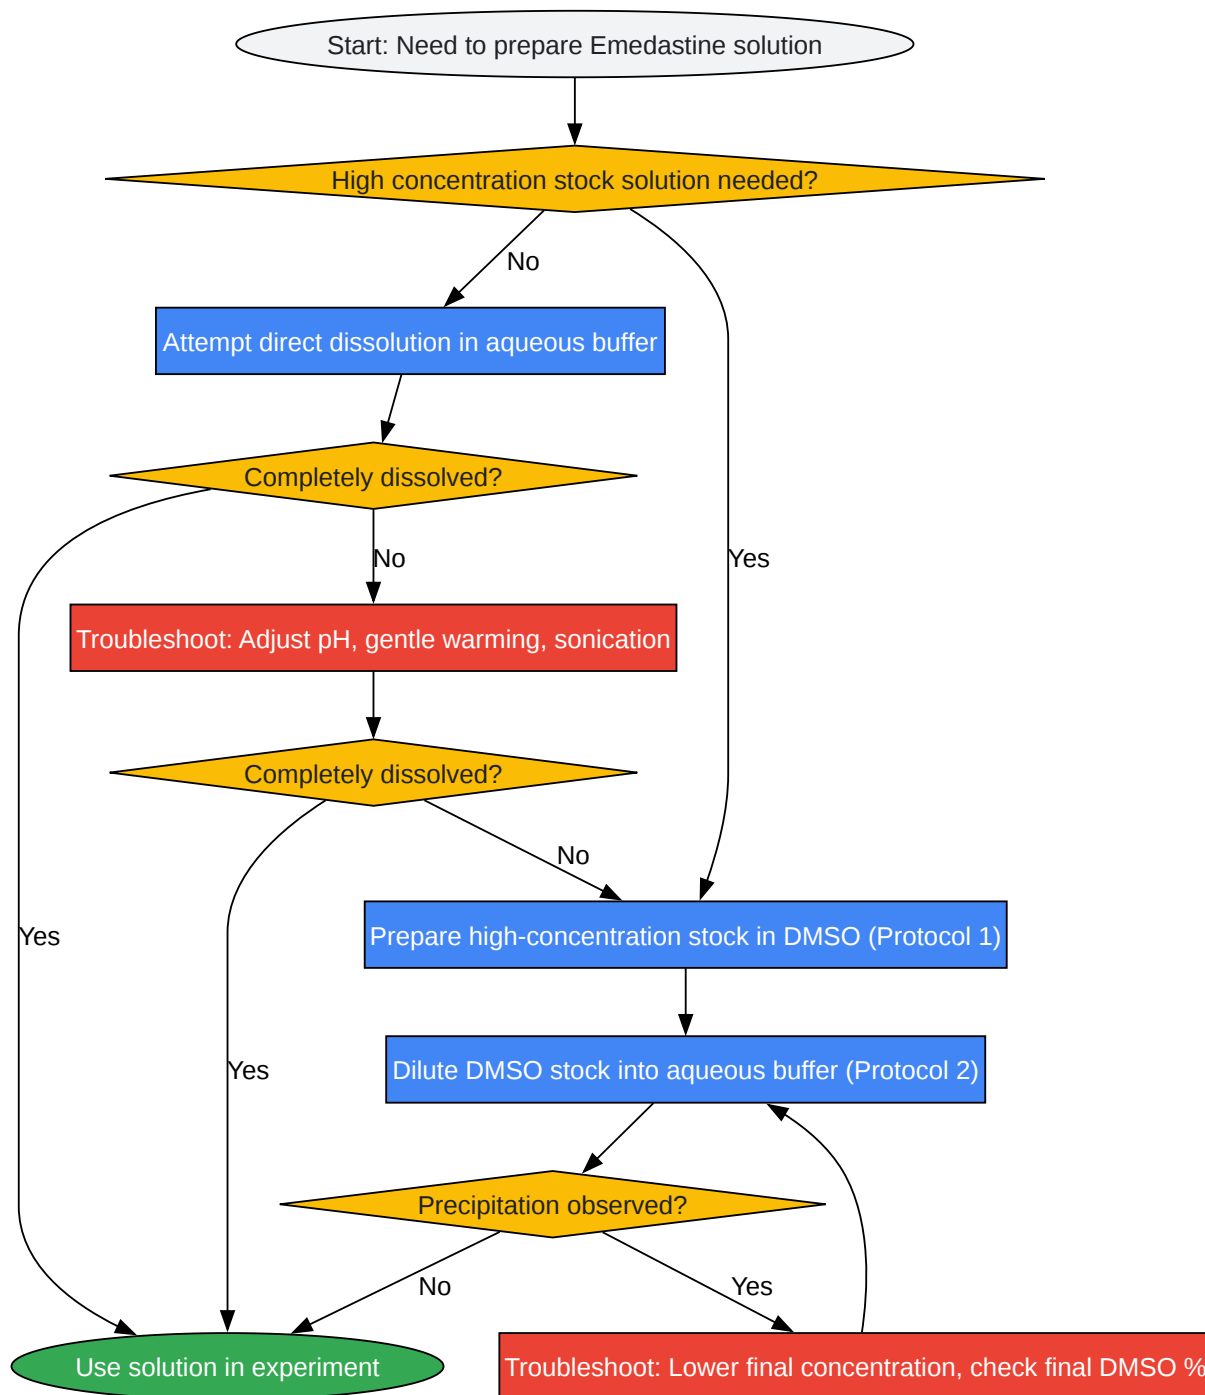 Start: Need to prepare Emedastine solution
High concentration stock solution needed?
No
Attempt direct dissolution in aqueous buffer
Completely dissolved?
No
Yes
Troubleshoot: Adjust pH, gentle warming, sonication
Completely dissolved?
No
Yes
Prepare high-concentration stock in DMSO (Protocol 1)
Yes
Dilute DMSO stock into aqueous buffer (Protocol 2)
Precipitation observed?
No
Yes
Use solution in experiment
Troubleshoot: Lower final concentration, check final DMSO %